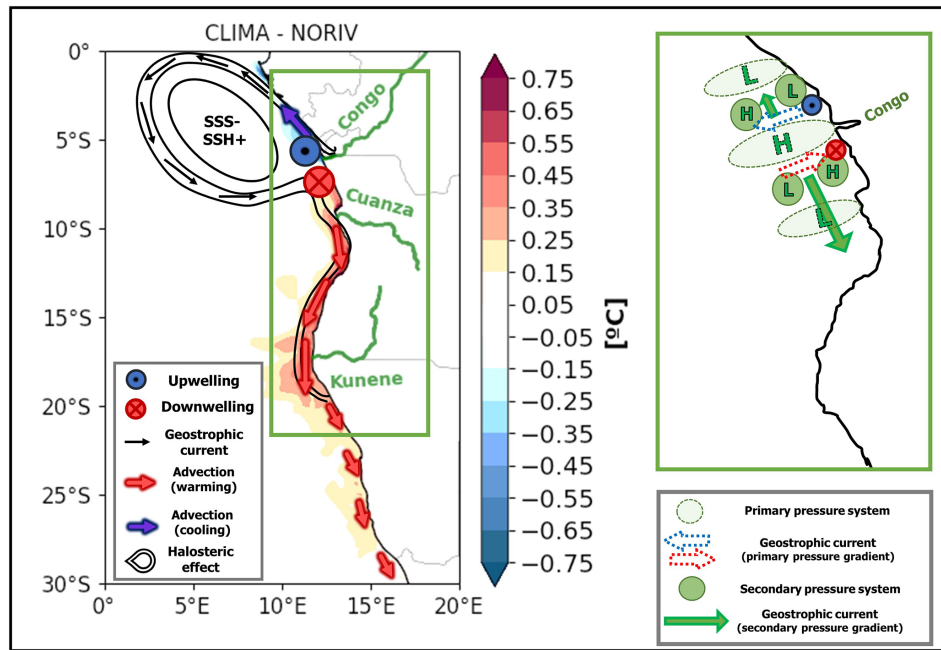 CLIMA - NORIV
0°
5°S
10°S
15°S
20°S
25°S
30°S
0°
5°E
10°E
15°E
20°E
SSS-
SSH+
Congo
Cuanza
Kunene
Upwelling
Downwelling
Geostrophic
current
Advection
(warming)
Advection
(cooling)
Halosteric
effect
0.75
0.65
0.55
0.45
0.35
0.25
0.15
0.05
−0.05
−0.15
−0.25
−0.35
−0.45
−0.55
−0.65
−0.75
[ºC]
L
L
H
Congo
H
H
L
L
Primary pressure system
Geostrophic current
(primary pressure gradient)
Secondary pressure system
Geostrophic current
(secondary pressure gradient)